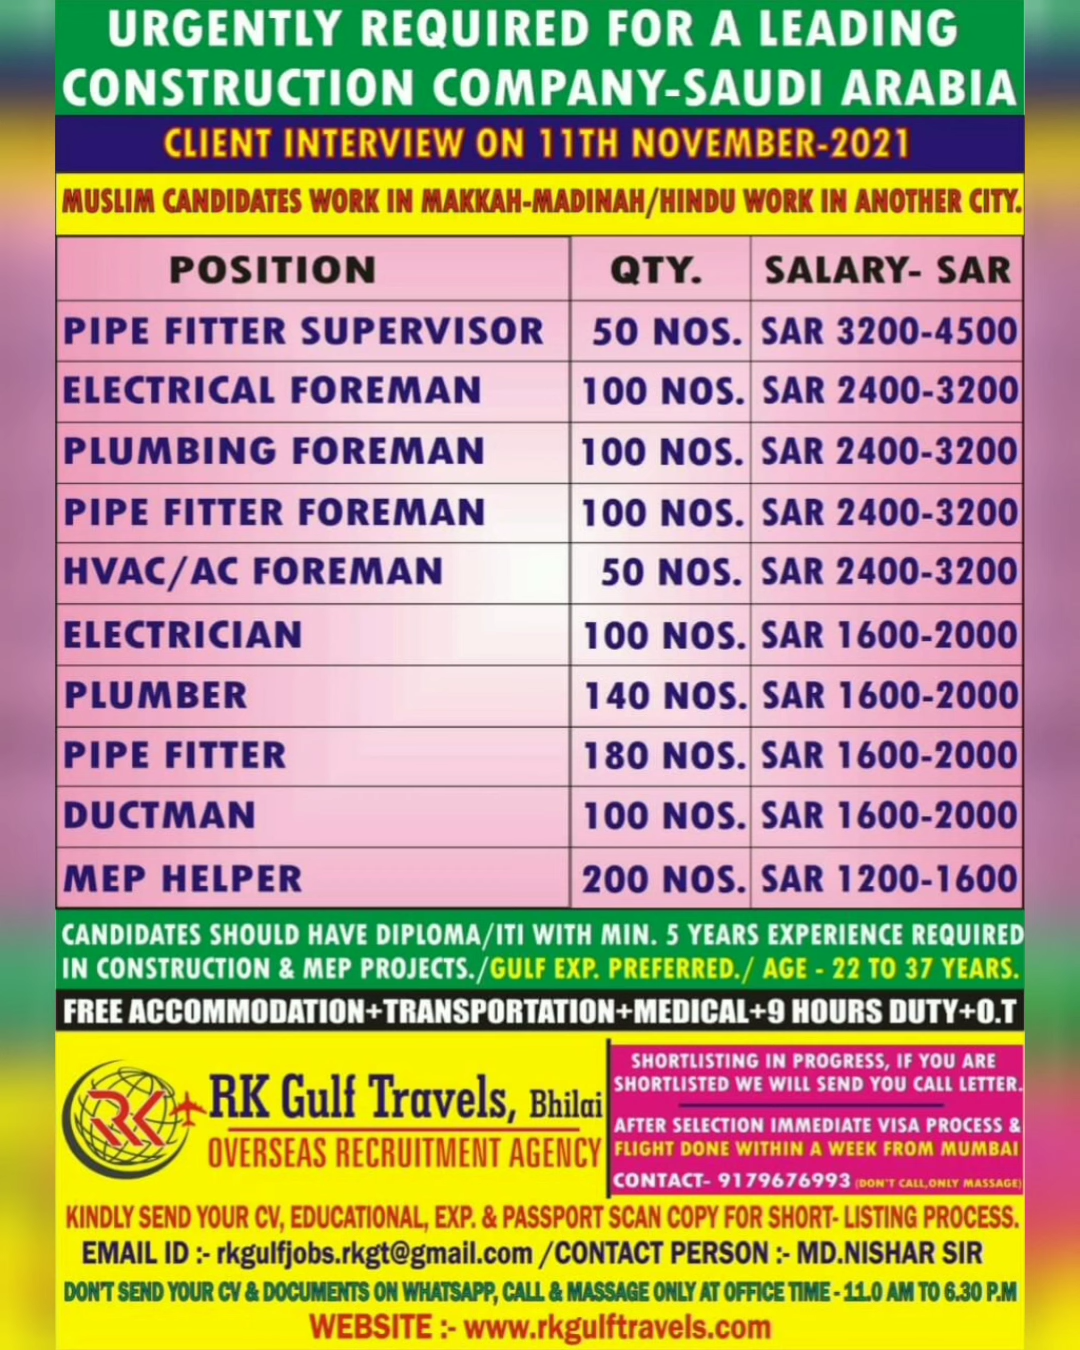 URGENTLY REQUIRED FOR A LEADING
CONSTRUCTION COMPANY-SAUDI ARABIA
CLIENT INTERVIEW ON 11TH NOVEMBER-2021
MUSLIM CANDIDATES WORK IN MAKKAH-MADINAH/HINDU WORK IN ANOTHER CITY.
POSITION QTY. SALARY- SAR
PIPE FITTER SUPERVISOR 50 NOS. SAR 3200-4500
ELECTRICAL FOREMAN 100 NOS. SAR 2400-3200
PLUMBING FOREMAN 100 NOS. SAR 2400-3200
PIPE FITTER FOREMAN 100 NOS. SAR 2400-3200
HVAC/AC FOREMAN 50 NOS. SAR 2400-3200
ELECTRICIAN 100 NOS. SAR 1600-2000
PLUMBER 140 NOS. SAR 1600-2000
PIPE FITTER 180 NOS. SAR 1600-2000
DUCTMAN 100 NOS. SAR 1600-2000
MEP HELPER 200 NOS. SAR 1200-1600
CANDIDATES SHOULD HAVE DIPLOMA/ITI WITH MIN. 5 YEARS EXPERIENCE REQUIRED
IN CONSTRUCTION & MEP PROJECTS./GULF EXP. PREFERRED./ AGE - 22 TO 37 YEARS.
FREE ACCOMMODATION+TRANSPORTATION+MEDICAL+9 HOURS DUTY+O.T
RK
RK Gulf Travels, Bhilai
OVERSEAS RECRUITMENT AGENCY
SHORTLISTING IN PROGRESS, IF YOU ARE
SHORTLISTED WE WILL SEND YOU CALL LETTER.
AFTER SELECTION IMMEDIATE VISA PROCESS &
FLIGHT DONE WITHIN A WEEK FROM MUMBAI
CONTACT- 9179676993 (DON'T CALL,ONLY MASSAGE)
KINDLY SEND YOUR CV, EDUCATIONAL, EXP. & PASSPORT SCAN COPY FOR SHORT- LISTING PROCESS.
EMAIL ID :- rkgulfjobs.rkgt@gmail.com /CONTACT PERSON :- MD.NISHAR SIR
DON'T SEND YOUR CV & DOCUMENTS ON WHATSAPP, CALL & MASSAGE ONLY AT OFFICE TIME - 11.0 AM TO 6.30 P.M
WEBSITE :- www.rkgulftravels.com